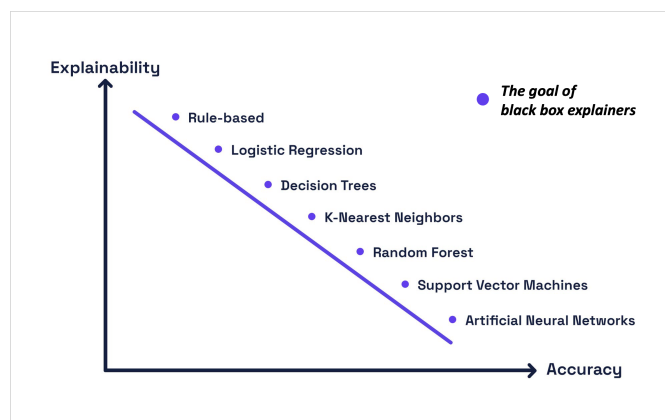 Explainability
The goal of
black box explainers
Rule-based
Logistic Regression
Decision Trees
K-Nearest Neighbors
Random Forest
Support Vector Machines
Artificial Neural Networks
Accuracy